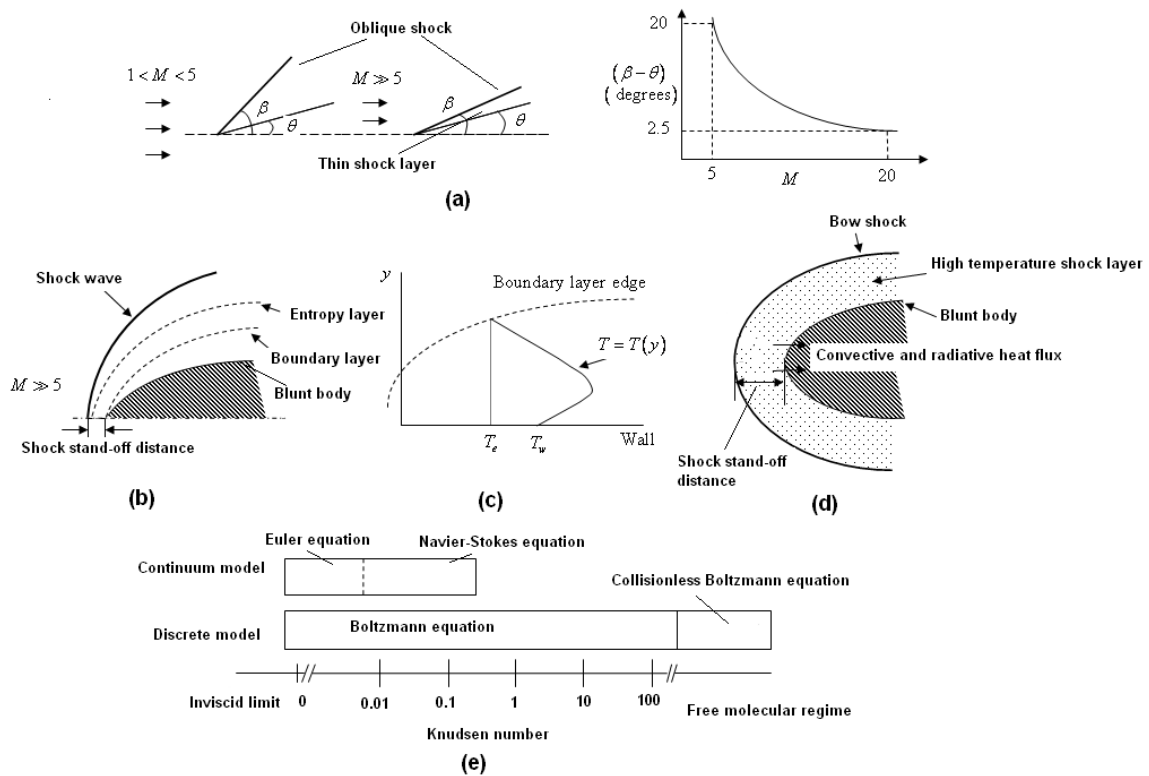 Oblique shock
1 < M < 5
M ≫ 5
β
θ
β
θ
Thin shock layer
20
(β − θ)
( degrees)
2.5
5
M
20
(a)
Shock wave
Entropy layer
Boundary layer
Blunt body
M ≫ 5
Shock stand-off distance
(b)
y
Boundary layer edge
T = T(y)
T_e
T_w
Wall
(c)
Bow shock
High temperature shock layer
Blunt body
Convective and radiative heat flux
Shock stand-off
distance
(d)
Euler equation
Navier-Stokes equation
Continuum model
Collisionless Boltzmann equation
Discrete model
Boltzmann equation
Inviscid limit
0
0.01
0.1
1
10
100
Free molecular regime
Knudsen number
(e)